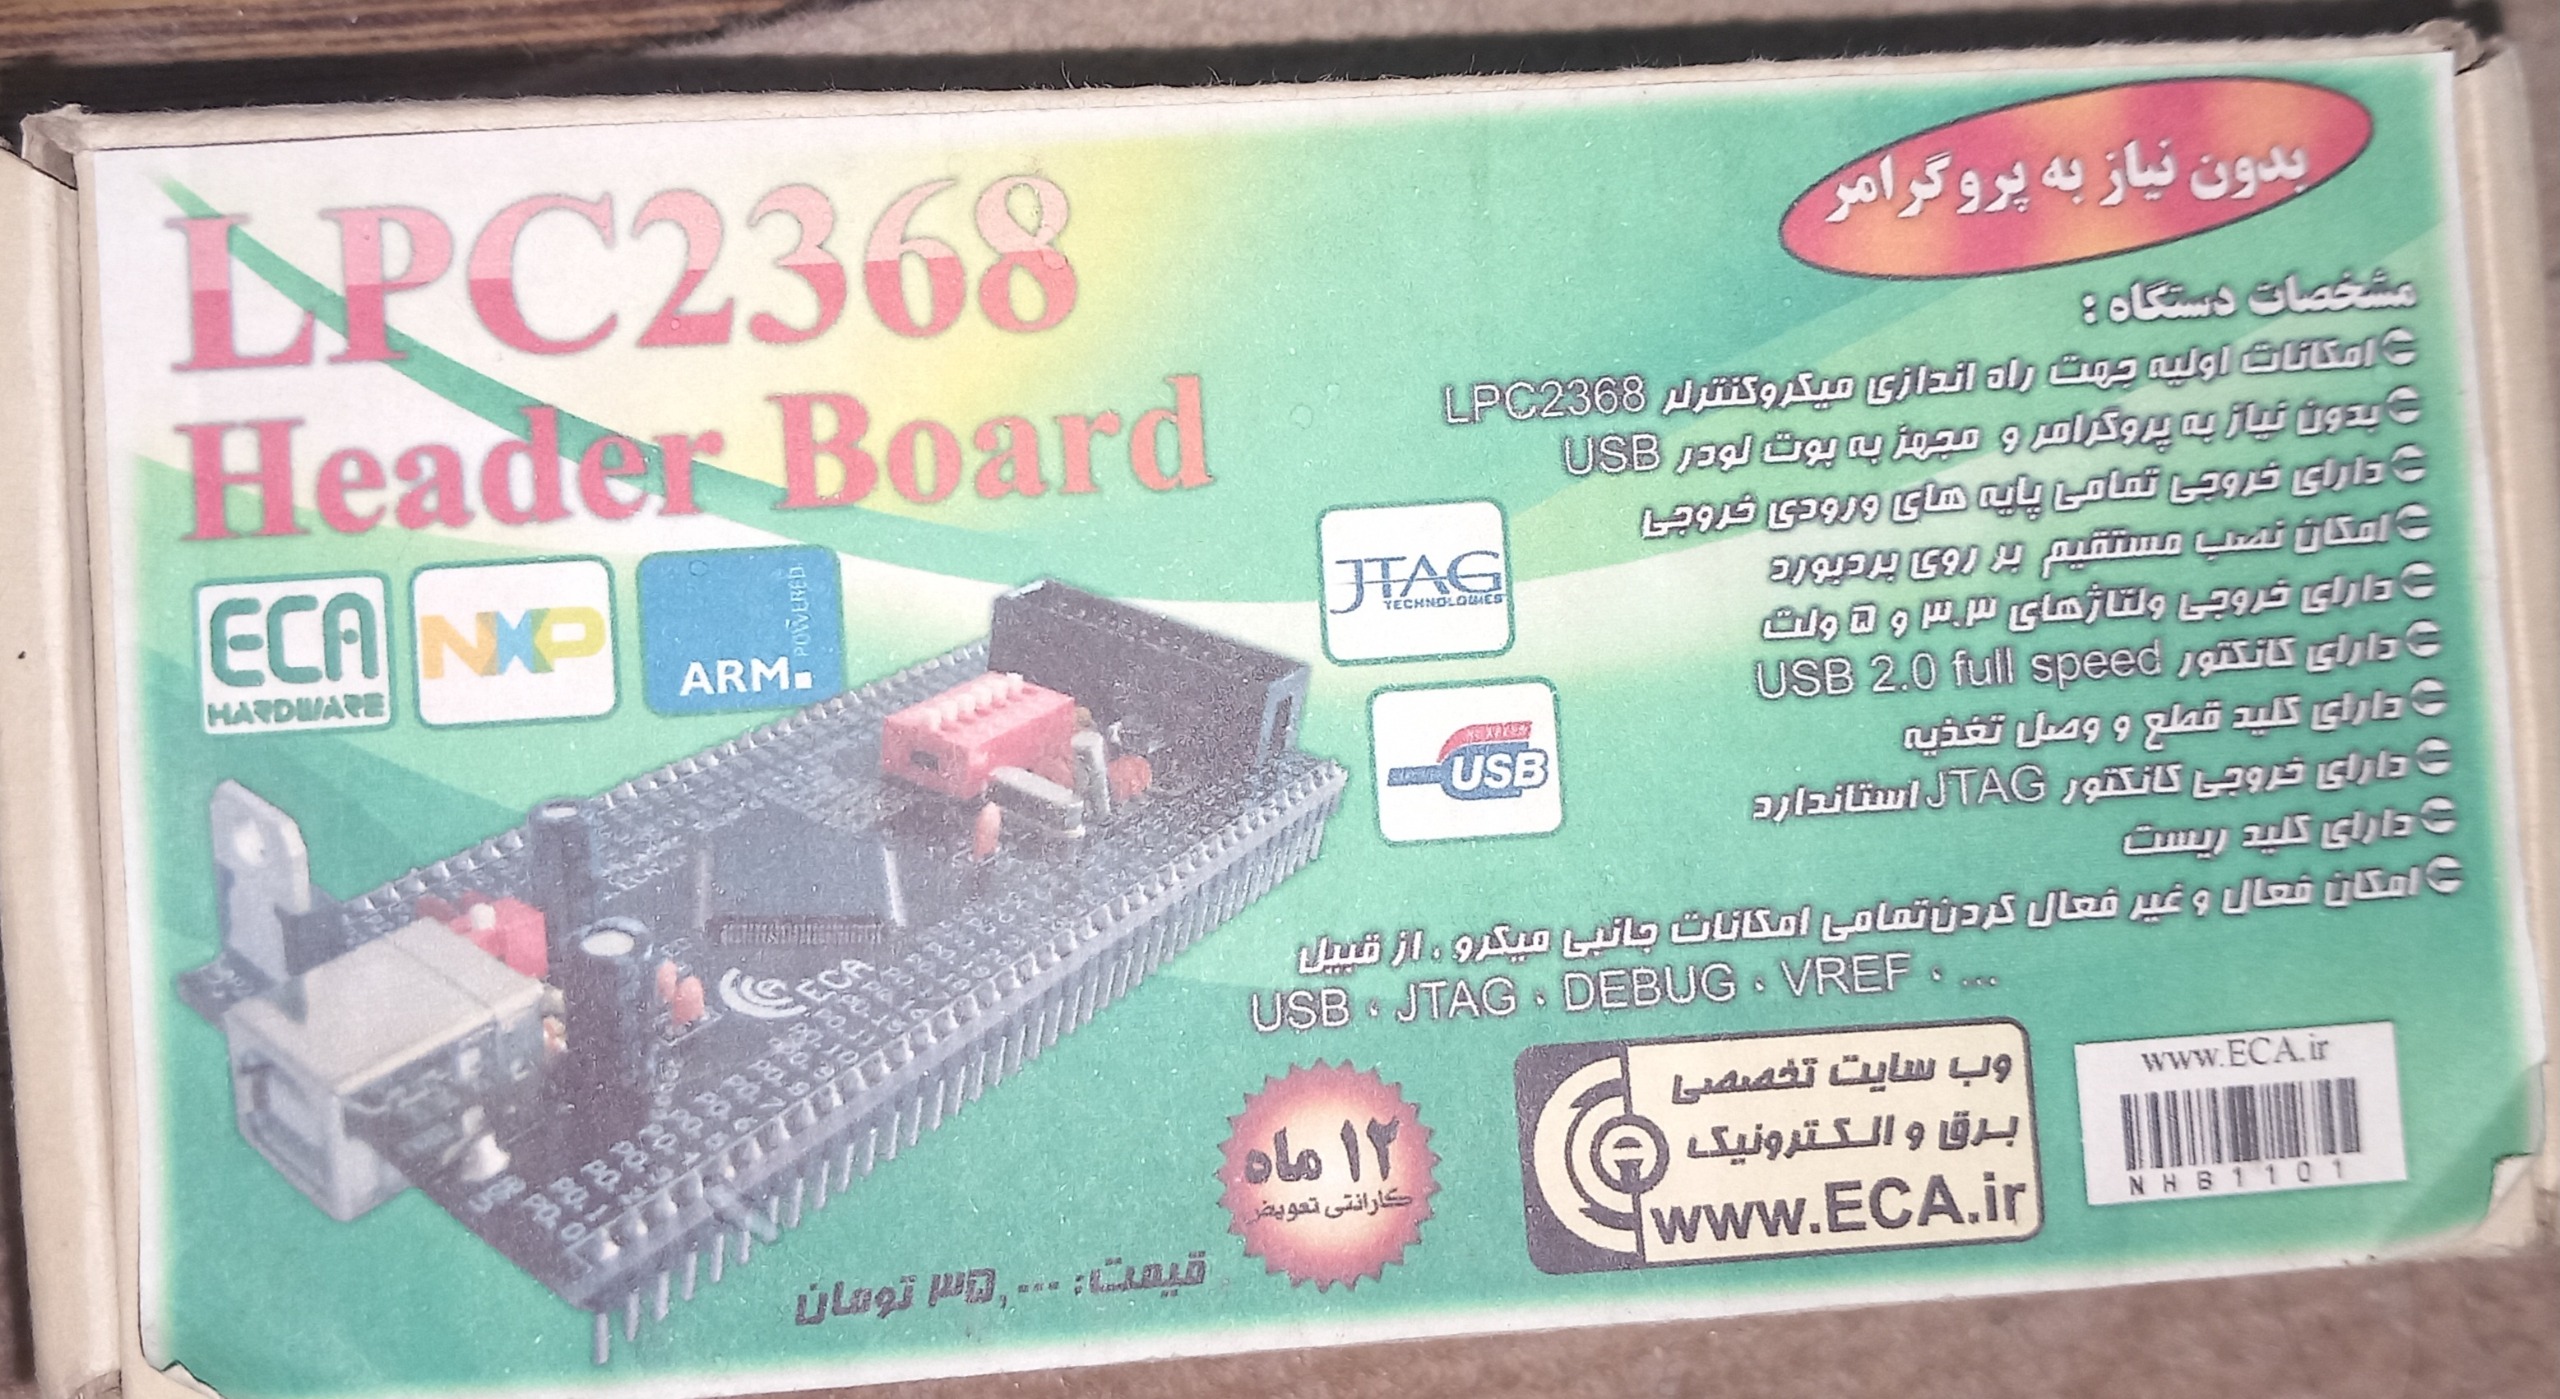 LPC2368
Header Board
ECA
HARDWARE
NXP
ARM
POWERED
JTAG
TECHNOLOGIES
USB
ECA
بدون نیاز به پروگرامر
مشخصات دستگاه :
امکانات اولیه جهت راه اندازی میکروکنترلر LPC2368
بدون نیاز به پروگرامر و مجهز به بوت لودر USB
دارای خروجی تمامی پایه های ورودی خروجی
امکان نصب مستقیم بر روی بردبورد
دارای خروجی ولتاژهای ۳.۳ و ۵ ولت
دارای کانکتور USB 2.0 full speed
دارای کلید قطع و وصل تغذیه
دارای خروجی کانکتور JTAG استاندارد
دارای کلید ریست
امکان فعال و غیر فعال کردن تمامی امکانات جانبی میکرو ، از قبیل
USB ، JTAG ، DEBUG ، VREF ، ...
۱۲ ماه
گارانتی تعویض
وب سایت تخصصی
برق و الکترونیک
www.ECA.ir
www.ECA.ir
NHB1101
قیمت: ۳۵,۰۰۰ تومان